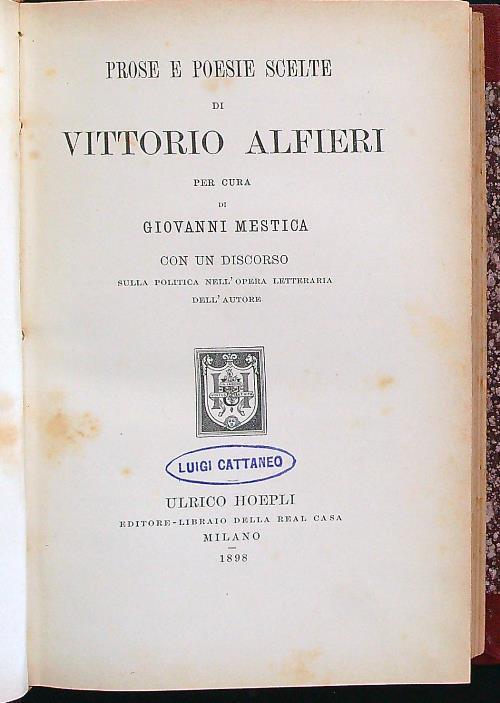 PROSE E POESIE SCELTE
DI
VITTORIO ALFIERI
PER CURA
DI
GIOVANNI MESTICA
CON UN DISCORSO
SULLA POLITICA NELL'OPERA LETTERARIA
DELL'AUTORE
LUIGI CATTANEO
ULRICO HOEPLI
EDITORE-LIBRAIO DELLA REAL CASA
MILANO
1898